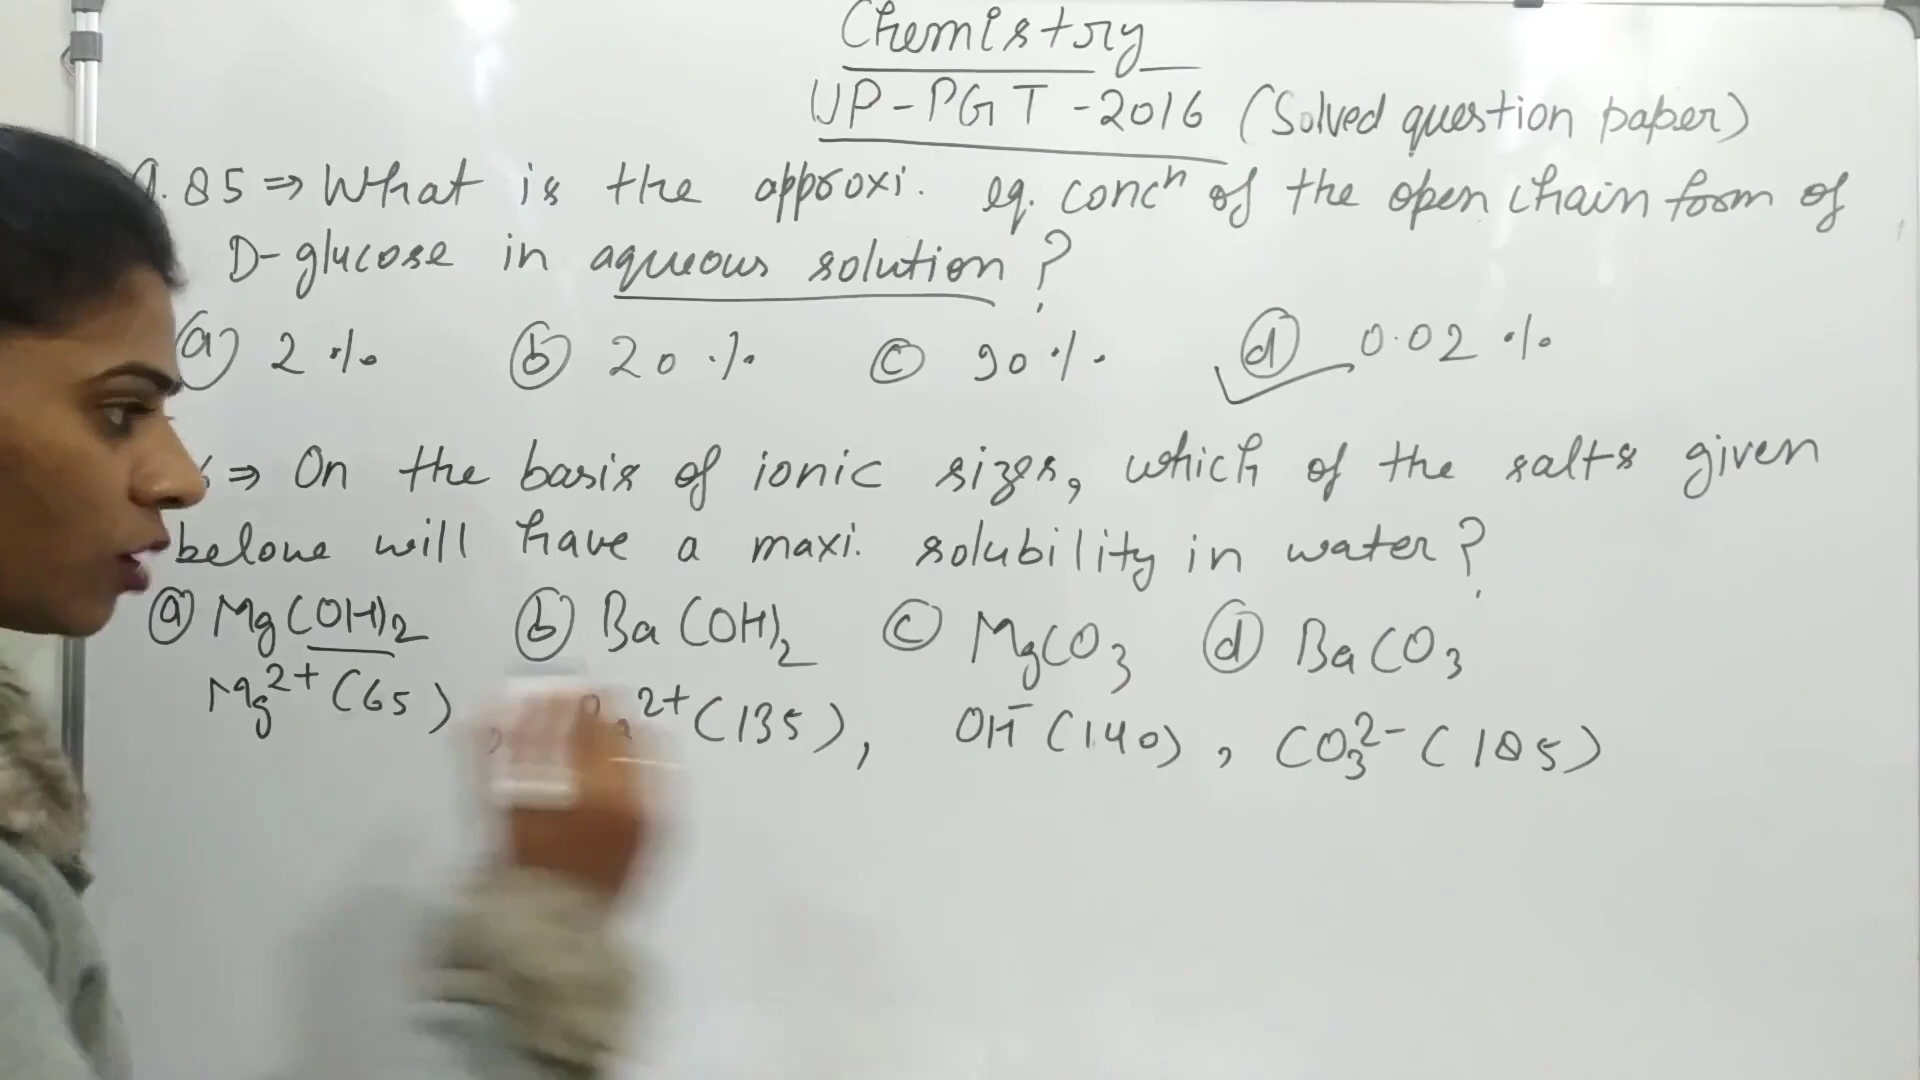 Chemistry
UP-PGT-2016 (Solved question paper)
Q.85 ⇒ What is the approxi. eq. concⁿ of the open chain form of
D-glucose in aqueous solution?
(a) 2 % (b) 20 % (c) 90 % (d) 0.02 %
6 ⇒ On the basis of ionic sizes, which of the salts given
belowe will have a maxi. solubility in water?
(a) Mg(OH)₂ (b) Ba(OH)₂ (c) MgCO₃ (d) BaCO₃
Mg²⁺(65), ²⁺(135), OH⁻(140), CO₃²⁻(185)